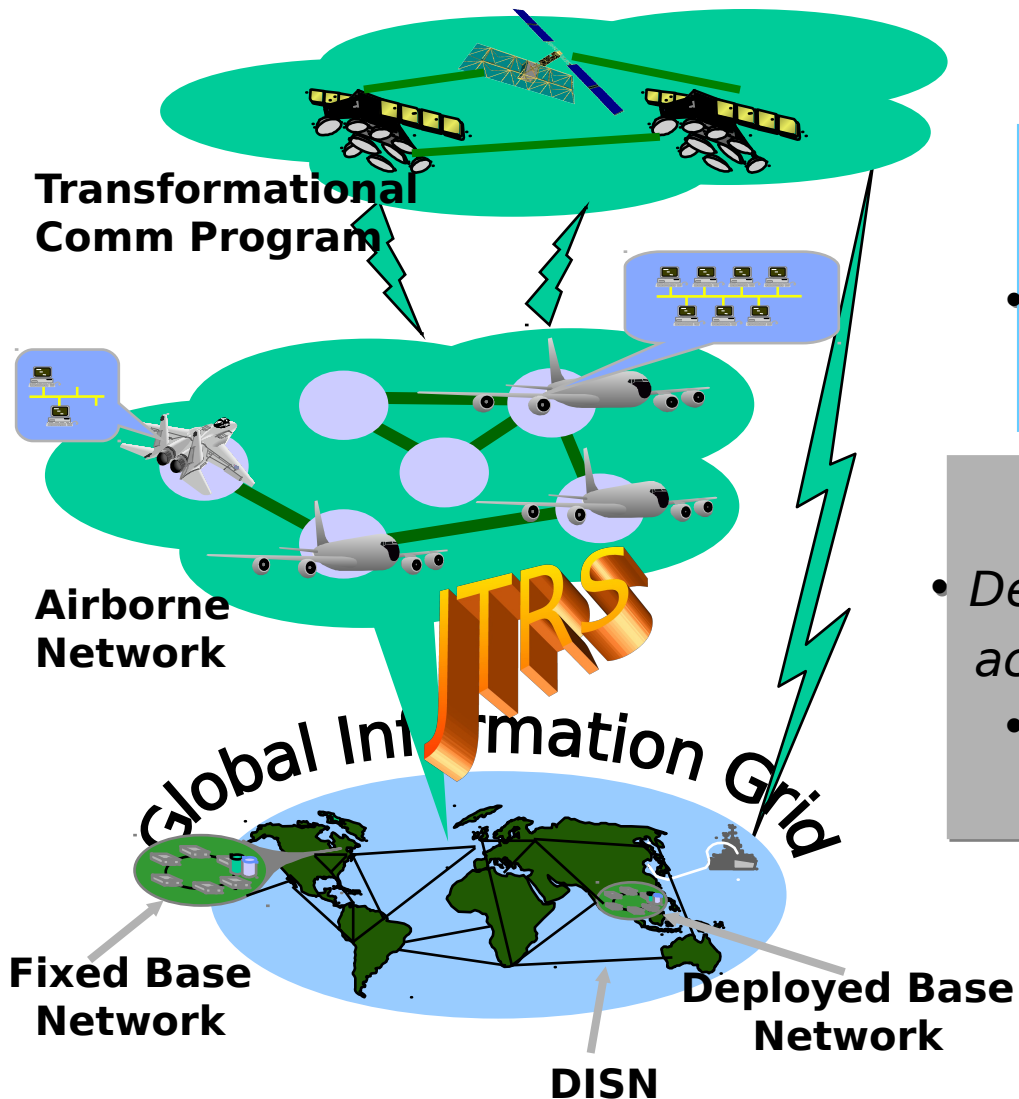 Transformational
Comm Program
Airborne
Network
JTRS
Global Information Grid
Fixed Base
Network
Deployed Base
Network
DISN